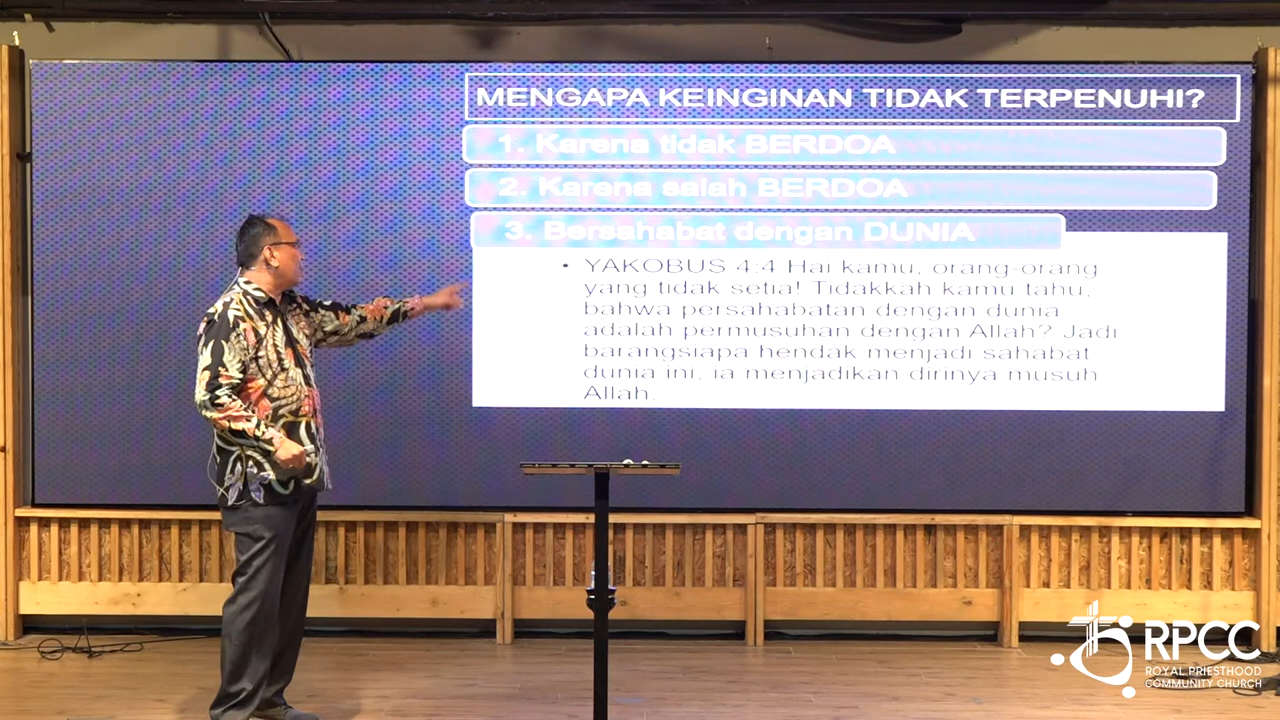 MENGAPA KEINGINAN TIDAK TERPENUHI?
1. Karena tidak BERDOA
2. Karena salah BERDOA
3. Bersahabat dengan DUNIA
• YAKOBUS 4:4 Hai kamu, orang-orang
yang tidak setia! Tidakkah kamu tahu,
bahwa persahabatan dengan dunia
adalah permusuhan dengan Allah? Jadi
barangsiapa hendak menjadi sahabat
dunia ini, ia menjadikan dirinya musuh
Allah.
RPCC
ROYAL PRIESTHOOD
COMMUNITY CHURCH